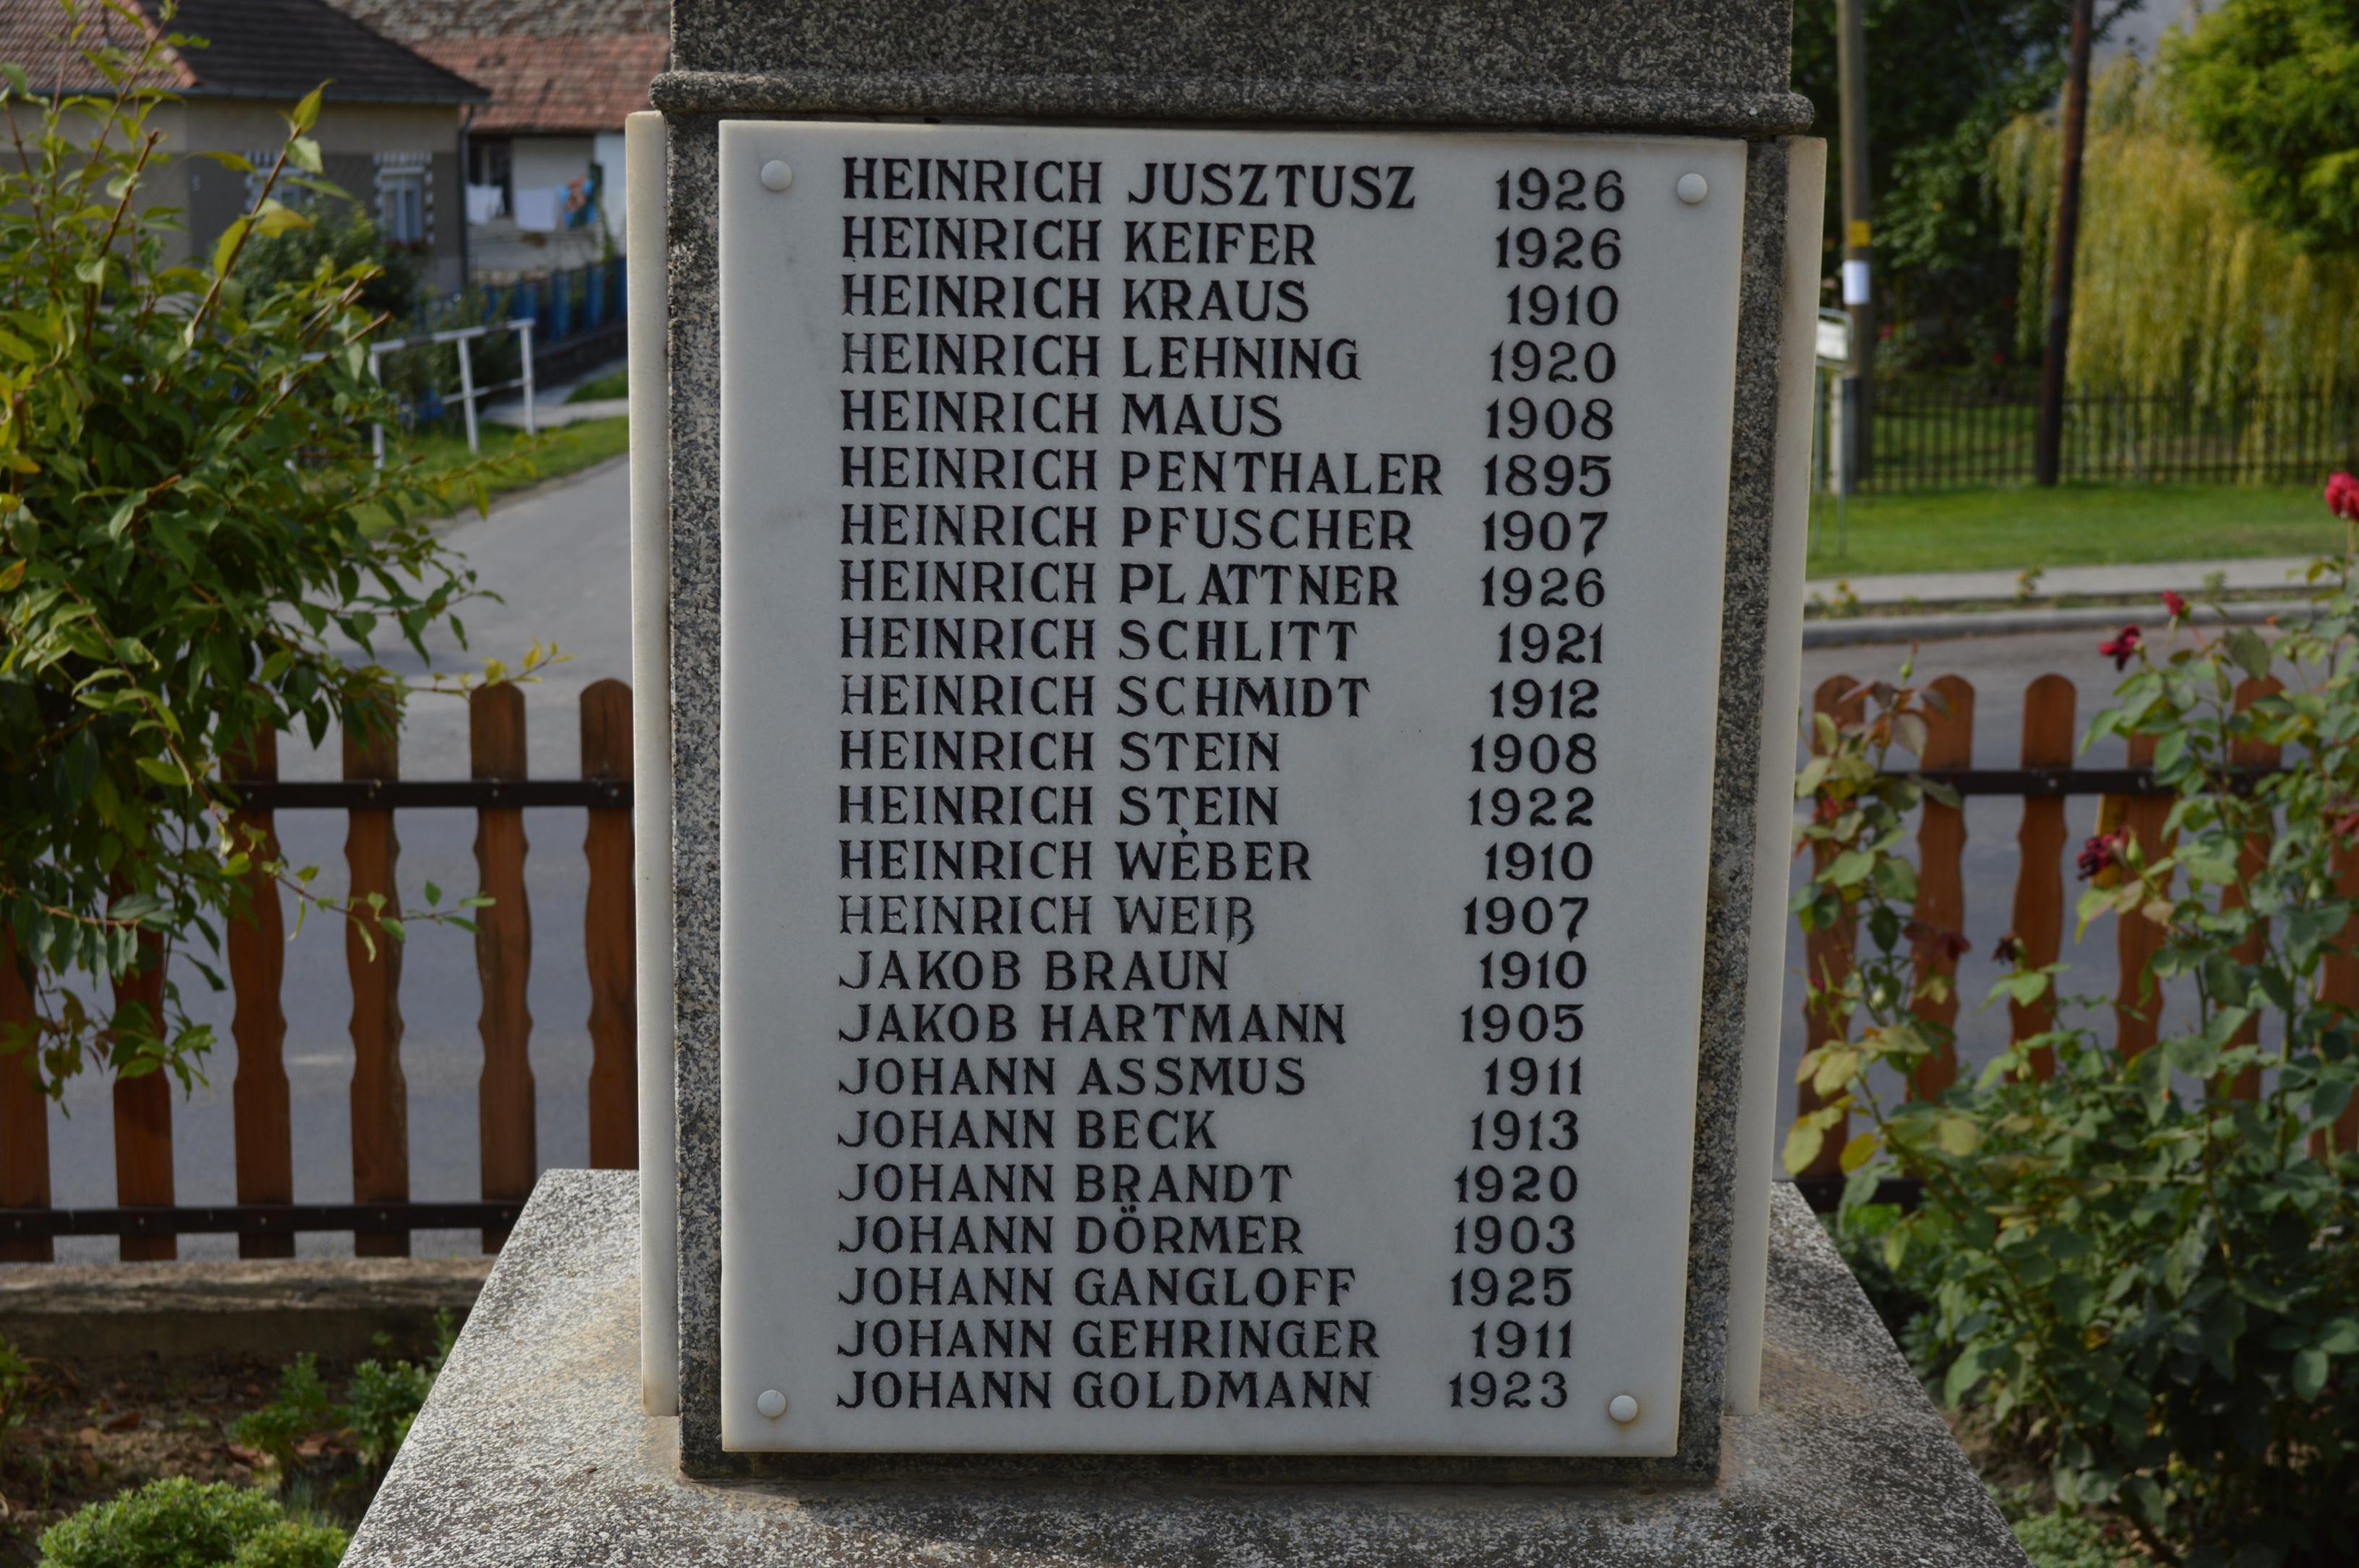 HEINRICH JUSZTUSZ 1926
HEINRICH KEIFER 1926
HEINRICH KRAUS 1910
HEINRICH LEHNING 1920
HEINRICH MAUS 1908
HEINRICH PENTHALER 1895
HEINRICH PFUSCHER 1907
HEINRICH PLATTNER 1926
HEINRICH SCHLITT 1921
HEINRICH SCHMIDT 1912
HEINRICH STEIN 1908
HEINRICH STEIN 1922
HEINRICH WEBER 1910
HEINRICH WEIß 1907
JAKOB BRAUN 1910
JAKOB HARTMANN 1905
JOHANN ASSMUS 1911
JOHANN BECK 1913
JOHANN BRANDT 1920
JOHANN DÖRMER 1903
JOHANN GANGLOFF 1925
JOHANN GEHRINGER 1911
JOHANN GOLDMANN 1923